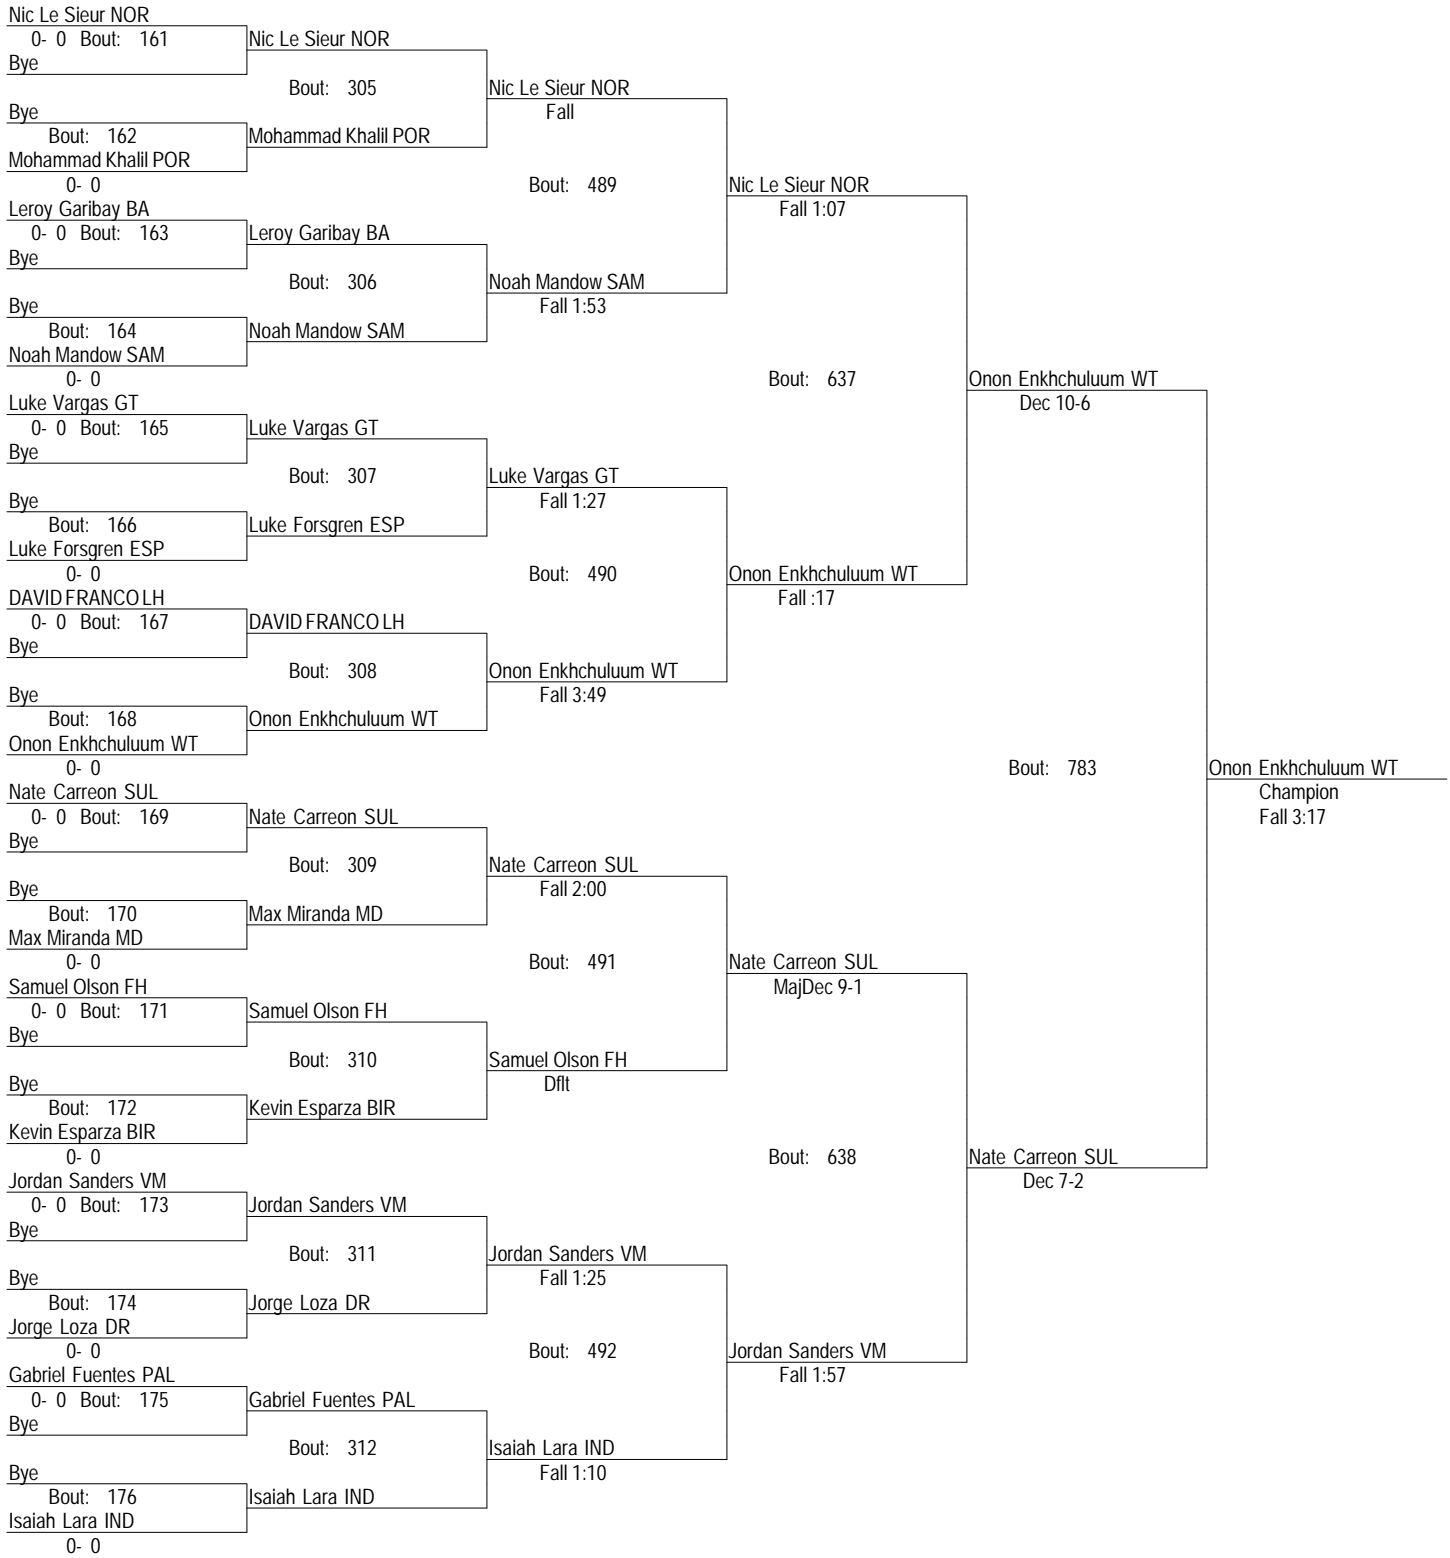 Nic Le Sieur NOR
0- 0 Bout: 161 Nic Le Sieur NOR
Bye
Bout: 305 Nic Le Sieur NOR
Bye Fall
Bout: 162 Mohammad Khalil POR
Mohammad Khalil POR
0- 0 Bout: 489 Nic Le Sieur NOR
Leroy Garibay BA Fall 1:07
0- 0 Bout: 163 Leroy Garibay BA
Bye
Bout: 306 Noah Mandow SAM
Bye Fall 1:53
Bout: 164 Noah Mandow SAM
Noah Mandow SAM
0- 0 Bout: 637 Onon Enkhchuluum WT
Luke Vargas GT Dec 10-6
0- 0 Bout: 165 Luke Vargas GT
Bye
Bout: 307 Luke Vargas GT
Bye Fall 1:27
Bout: 166 Luke Forsgren ESP
Luke Forsgren ESP
0- 0 Bout: 490 Onon Enkhchuluum WT
DAVID FRANCO LH Fall :17
0- 0 Bout: 167 DAVID FRANCO LH
Bye
Bout: 308 Onon Enkhchuluum WT
Bye Fall 3:49
Bout: 168 Onon Enkhchuluum WT
Onon Enkhchuluum WT
0- 0 Bout: 783 Onon Enkhchuluum WT
Nate Carreon SUL Champion
0- 0 Bout: 169 Nate Carreon SUL Fall 3:17
Bye
Bout: 309 Nate Carreon SUL
Bye Fall 2:00
Bout: 170 Max Miranda MD
Max Miranda MD
0- 0 Bout: 491 Nate Carreon SUL
Samuel Olson FH MajDec 9-1
0- 0 Bout: 171 Samuel Olson FH
Bye
Bout: 310 Samuel Olson FH
Bye Dflt
Bout: 172 Kevin Esparza BIR
Kevin Esparza BIR
0- 0 Bout: 638 Nate Carreon SUL
Jordan Sanders VM Dec 7-2
0- 0 Bout: 173 Jordan Sanders VM
Bye
Bout: 311 Jordan Sanders VM
Bye Fall 1:25
Bout: 174 Jorge Loza DR
Jorge Loza DR
0- 0 Bout: 492 Jordan Sanders VM
Gabriel Fuentes PAL Fall 1:57
0- 0 Bout: 175 Gabriel Fuentes PAL
Bye
Bout: 312 Isaiah Lara IND
Bye Fall 1:10
Bout: 176 Isaiah Lara IND
Isaiah Lara IND
0- 0